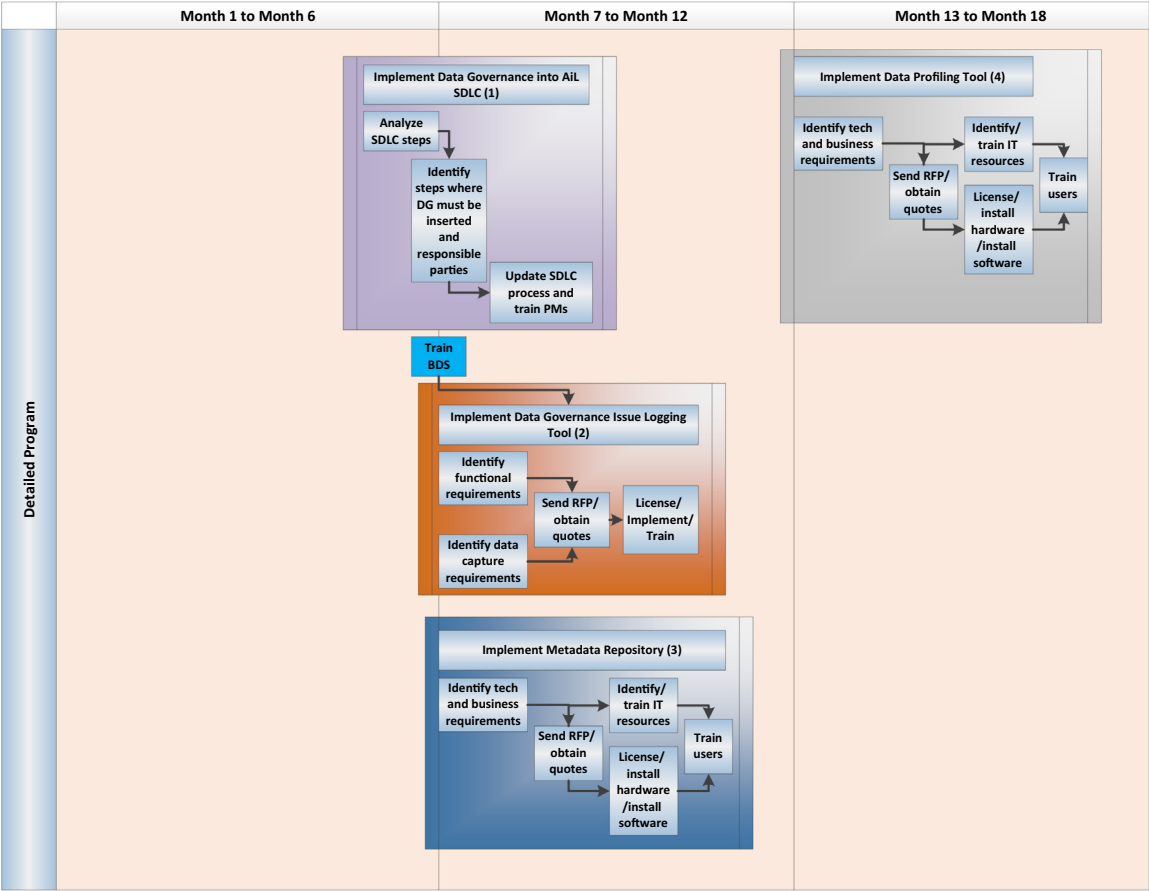 Month 1 to Month 6
Month 7 to Month 12
Month 13 to Month 18
Detailed Program
Implement Data Governance into AiL
SDLC (1)
Analyze
SDLC steps
Identify
steps where
DG must be
inserted
and
responsible
parties
Update SDLC
process and
train PMs
Implement Data Profiling Tool (4)
Identify tech
and business
requirements
Send RFP/
obtain
quotes
Identify/
train IT
resources
License/
install
hardware
/install
software
Train
users
Train
BDS
Implement Data Governance Issue Logging
Tool (2)
Identify
functional
requirements
Identify data
capture
requirements
Send RFP/
obtain
quotes
License/
Implement/
Train
Implement Metadata Repository (3)
Identify tech
and business
requirements
Send RFP/
obtain
quotes
Identify/
train IT
resources
License/
install
hardware
/install
software
Train
users